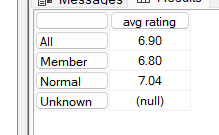 Messages Results
avg rating
All 6.90
Member 6.80
Normal 7.04
Unknown (null)